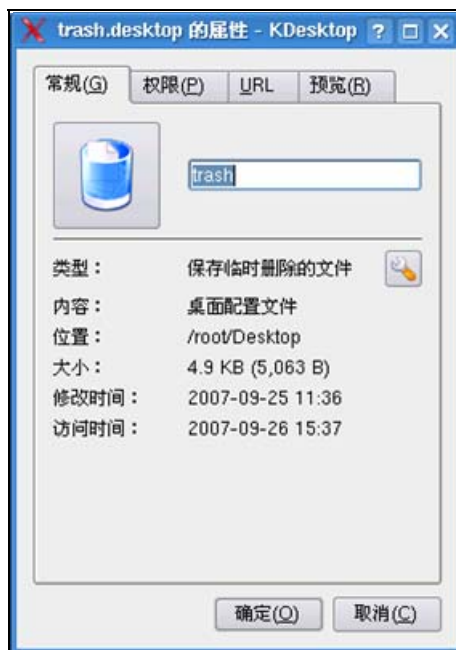 trash.desktop 的属性 - KDesktop
常规(G) 权限(P) URL 预览(R)
trash
类型： 保存临时删除的文件
内容： 桌面配置文件
位置： /root/Desktop
大小： 4.9 KB (5,063 B)
修改时间： 2007-09-25 11:36
访问时间： 2007-09-26 15:37
确定(O) 取消(C)